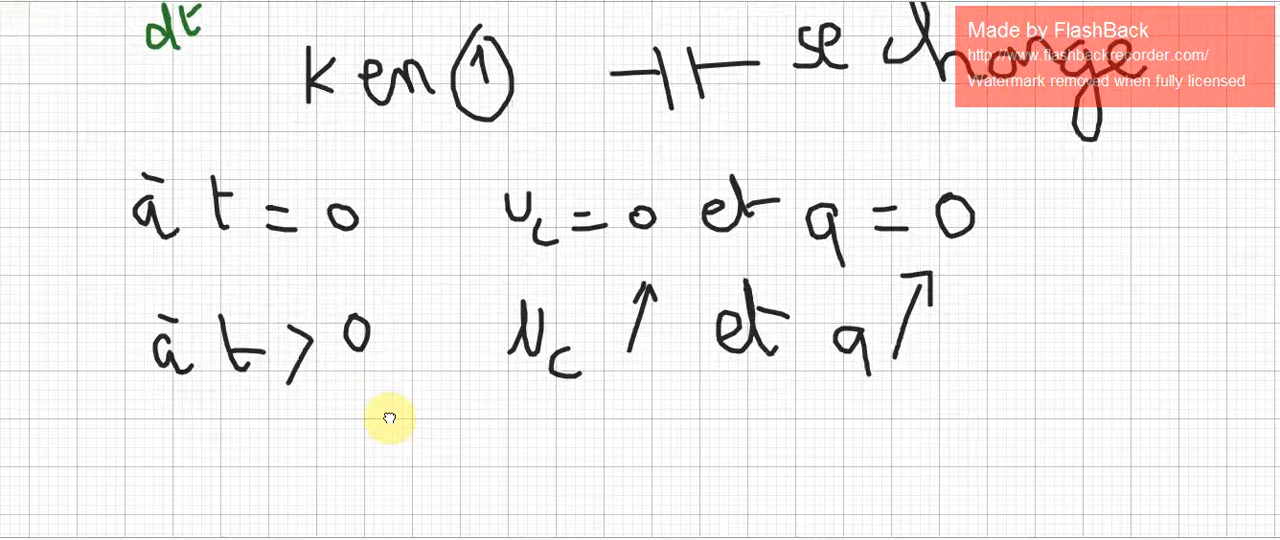 dt
K en ① ⊣⊢ se charge
Made by FlashBack
http://www.flashbackrecorder.com/
Watermark removed when fully licensed
à t = 0 u_c = 0 et q = 0
à t > 0 u_c ↑ et q ↗